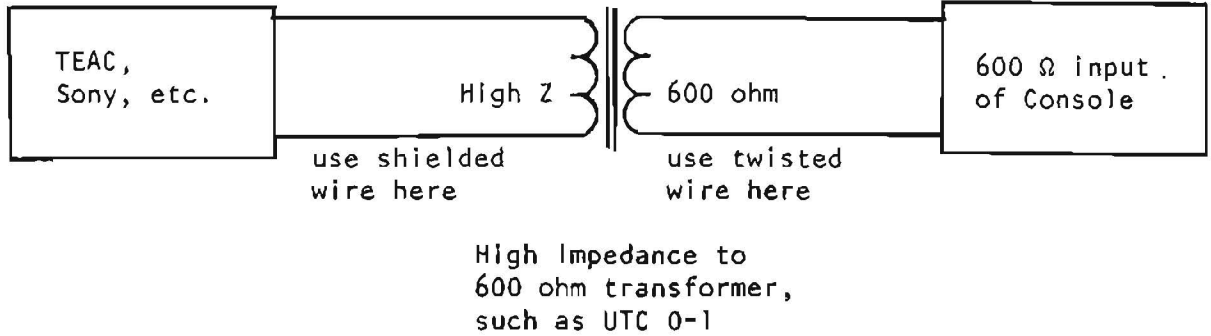 TEAC,
Sony, etc.
High Z
600 ohm
600 Ω input
of Console
use shielded
wire here
use twisted
wire here
High Impedance to
600 ohm transformer,
such as UTC O-1